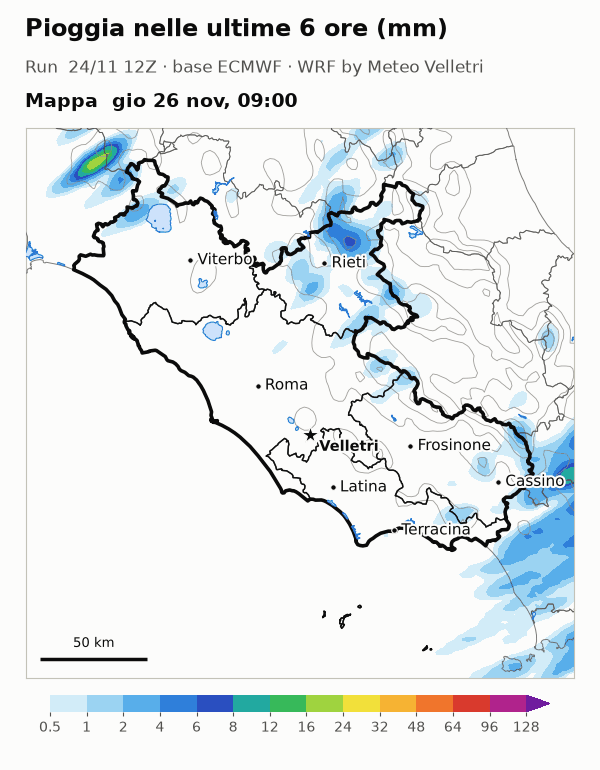 Pioggia nelle ultime 6 ore (mm)
Run  24/11 12Z · base ECMWF · WRF by Meteo Velletri
Mappa  gio 26 nov, 09:00
Viterbo
Rieti
Roma
Velletri
Frosinone
Latina
Cassino
Terracina
50 km
0.5 1 2 4 6 8 12 16 24 32 48 64 96 128